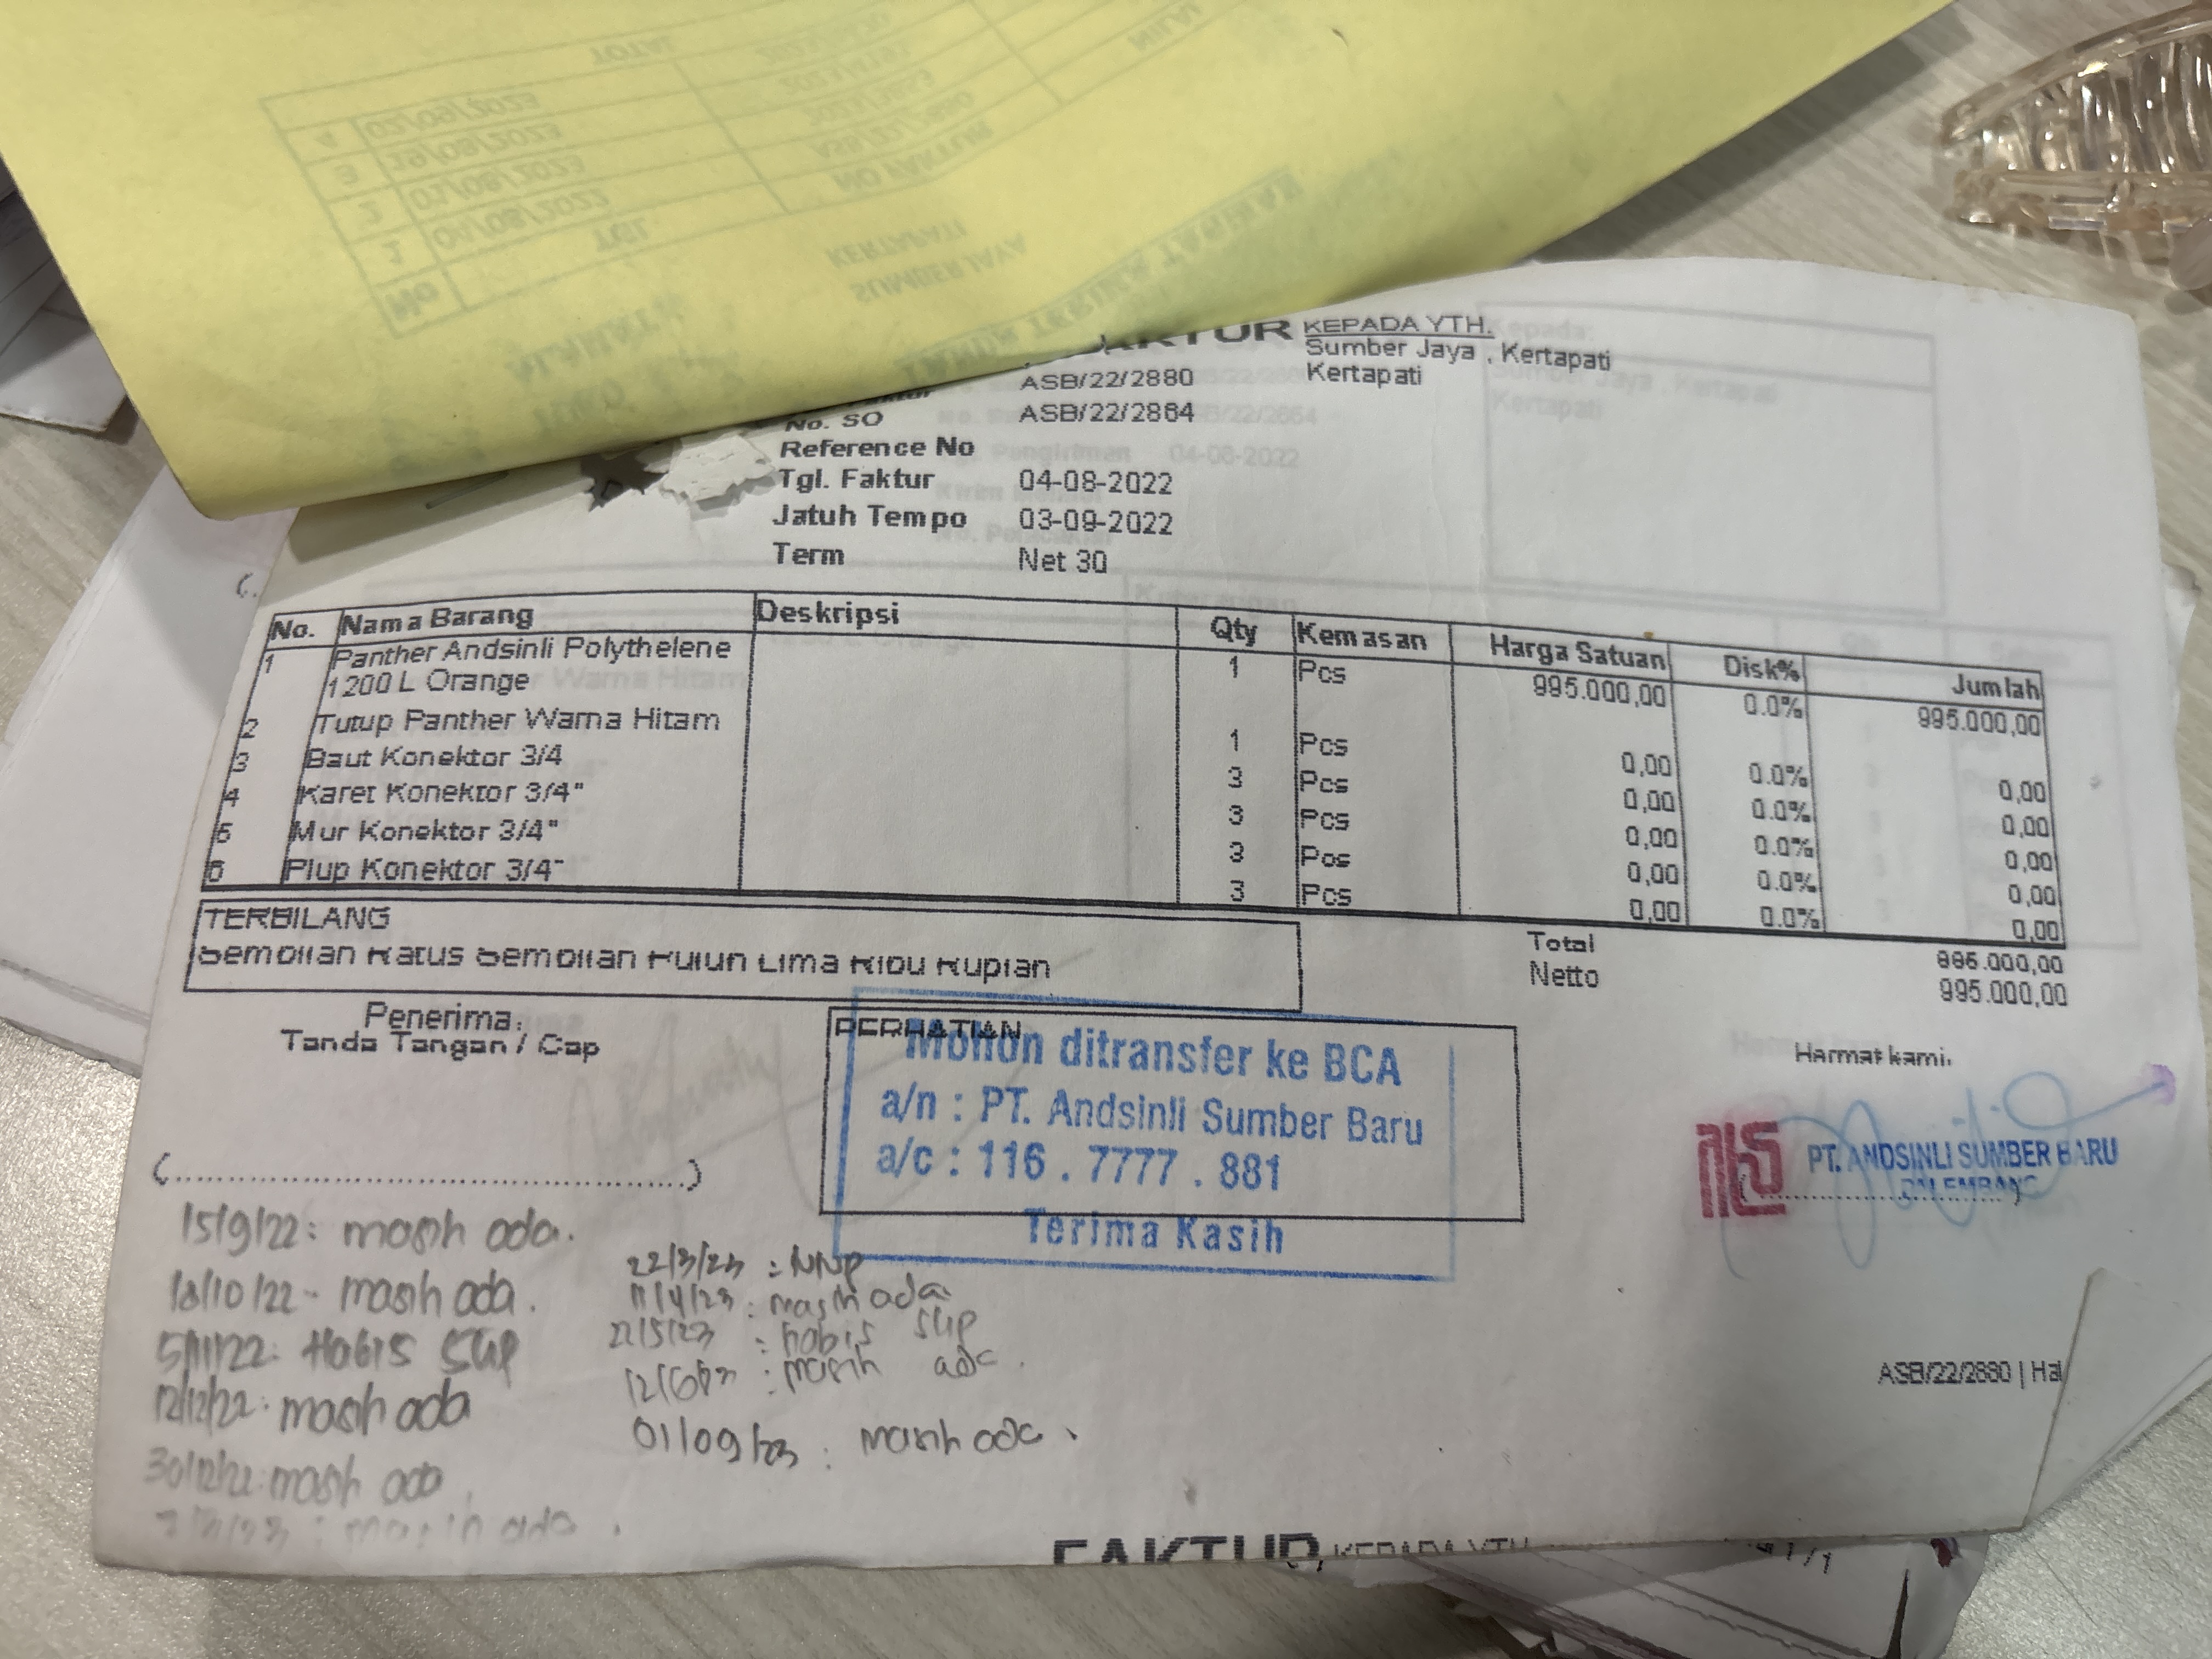 KEPADA YTH.
Sumber Jaya , Kertapati
Kertapati
ASB/22/2880
No. SO ASB/22/2864
Reference No
Tgl. Faktur 04-08-2022
Jatuh Tempo 03-09-2022
Term Net 30
No. Nama Barang Deskripsi Qty Kemasan Harga Satuan Disk% Jumlah
1 Panther Andsinli Polythelene 1 Pcs 995.000,00 0.0% 995.000,00
1200 L Orange
2 Tutup Panther Warna Hitam 1 Pcs 0,00 0.0% 0,00
3 Baut Konektor 3/4 3 Pcs 0,00 0.0% 0,00
4 Karet Konektor 3/4" 3 Pcs 0,00 0.0% 0,00
5 Mur Konektor 3/4" 3 Pcs 0,00 0.0% 0,00
6 Plup Konektor 3/4" 3 Pcs 0,00 0.0% 0,00
TERBILANG
Sembilan Ratus Sembilan Puluh Lima Ribu Rupiah
Total 995.000,00
Netto 995.000,00
Penerima,
Tanda Tangan / Cap
PERHATIAN
Mohon ditransfer ke BCA
a/n : PT. Andsinli Sumber Baru
a/c : 116 . 7777 . 881
Terima Kasih
Hormat kami,
PT. ANDSINLI SUMBER BARU
PALEMBANG
15/9/22: masih ada.
18/10/22- masih ada.
5/11/22: Habis Slip
12/12/22: masih ada
30/12/22: masih ada
: masih ada.
22/3/23 : NNP
11/4/23 : masih ada
22/5/23 : habis slip
12/6/23 : masih ada.
01/09/23 : masih ada.
ASB/22/2880 | Hal
FAKTUR KEPADA YTH